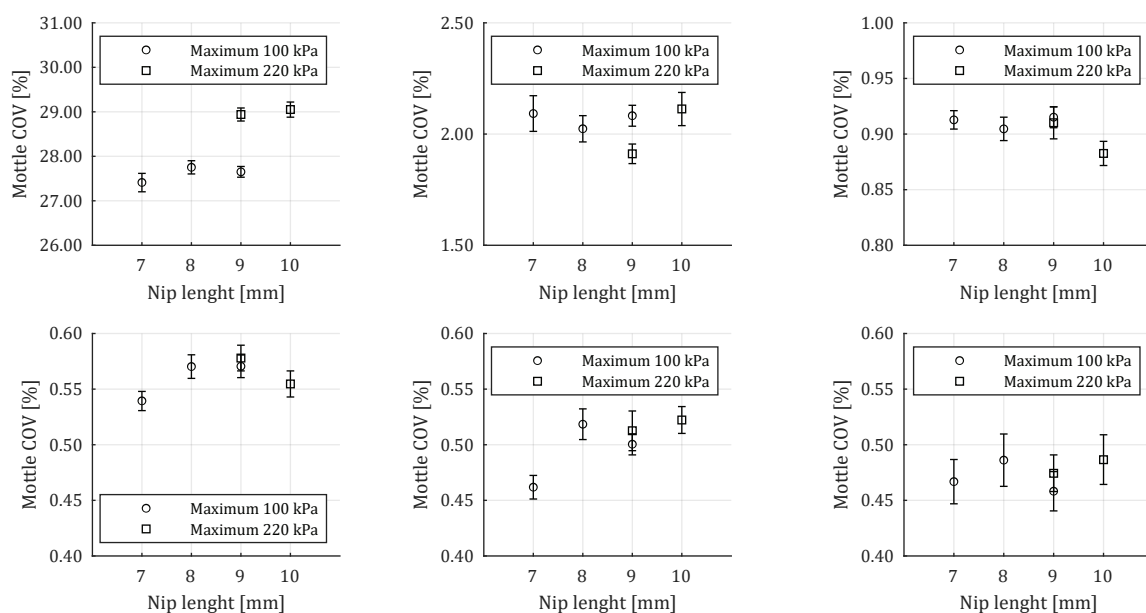 31.00
30.00
29.00
28.00
27.00
26.00
Mottle COV [%]
Maximum 100 kPa
Maximum 220 kPa
7 8 9 10
Nip lenght [mm]
2.50
2.00
1.50
Mottle COV [%]
Maximum 100 kPa
Maximum 220 kPa
7 8 9 10
Nip lenght [mm]
1.00
0.95
0.90
0.85
0.80
Mottle COV [%]
Maximum 100 kPa
Maximum 220 kPa
7 8 9 10
Nip lenght [mm]
0.60
0.55
0.50
0.45
0.40
Mottle COV [%]
Maximum 100 kPa
Maximum 220 kPa
7 8 9 10
Nip lenght [mm]
0.60
0.55
0.50
0.45
0.40
Mottle COV [%]
Maximum 100 kPa
Maximum 220 kPa
7 8 9 10
Nip lenght [mm]
0.60
0.55
0.50
0.45
0.40
Mottle COV [%]
Maximum 100 kPa
Maximum 220 kPa
7 8 9 10
Nip lenght [mm]